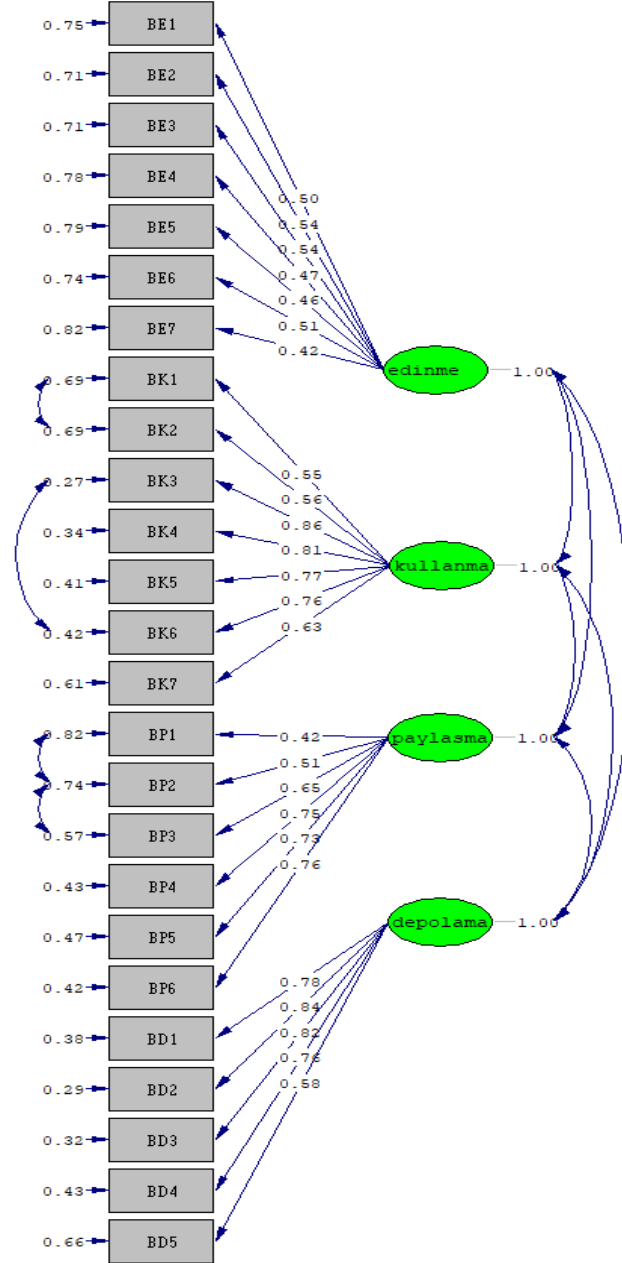 0.75 BE1
0.71 BE2
0.71 BE3
0.78 BE4
0.50
0.79 BE5
0.54
0.54
0.74 BE6
0.47
0.46
0.82 BE7
0.51
0.42
edinme 1.00
0.69 BK1
0.69 BK2
0.55
0.27 BK3
0.56
0.86
0.34 BK4
0.81
0.41 BK5
kullanma 1.00
0.77
0.76
0.42 BK6
0.63
0.61 BK7
0.82 BP1
0.42
paylasma 1.00
0.51
0.74 BP2
0.65
0.75
0.57 BP3
0.73
0.76
0.43 BP4
depolama 1.00
0.47 BP5
0.42 BP6
0.78
0.84
0.38 BD1
0.82
0.76
0.29 BD2
0.58
0.32 BD3
0.43 BD4
0.66 BD5